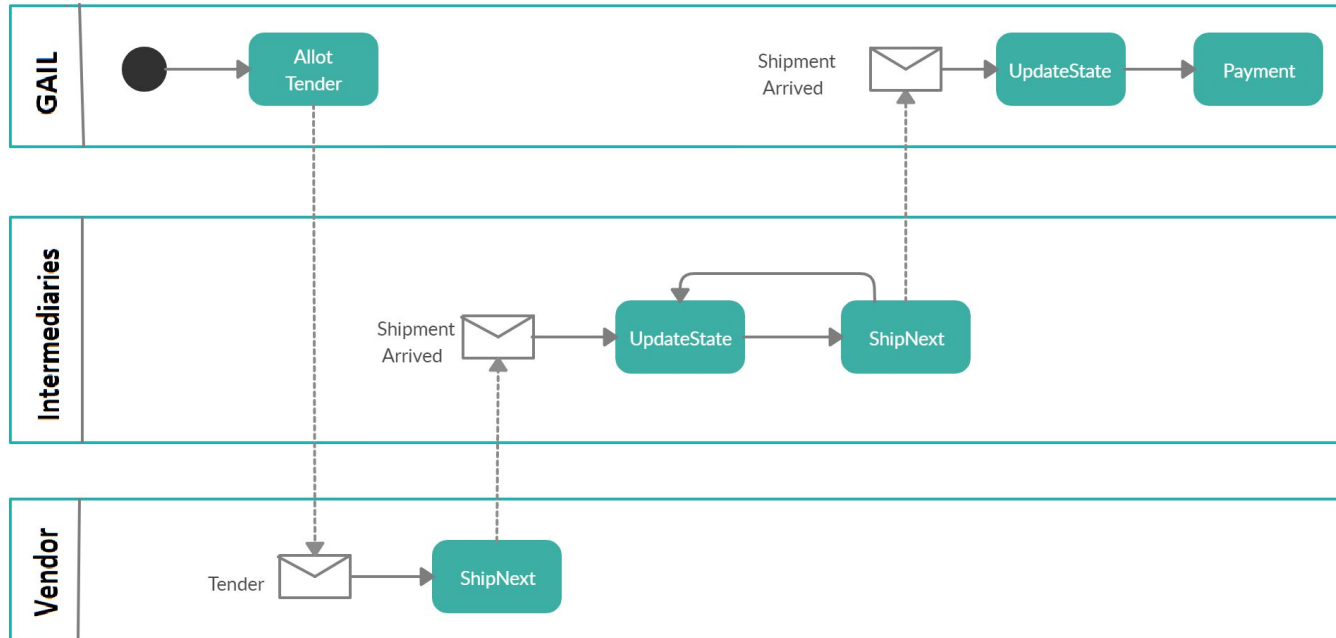 GAIL
Allot
Tender
Shipment
Arrived
UpdateState
Payment
Intermediaries
Shipment
Arrived
UpdateState
ShipNext
Vendor
Tender
ShipNext